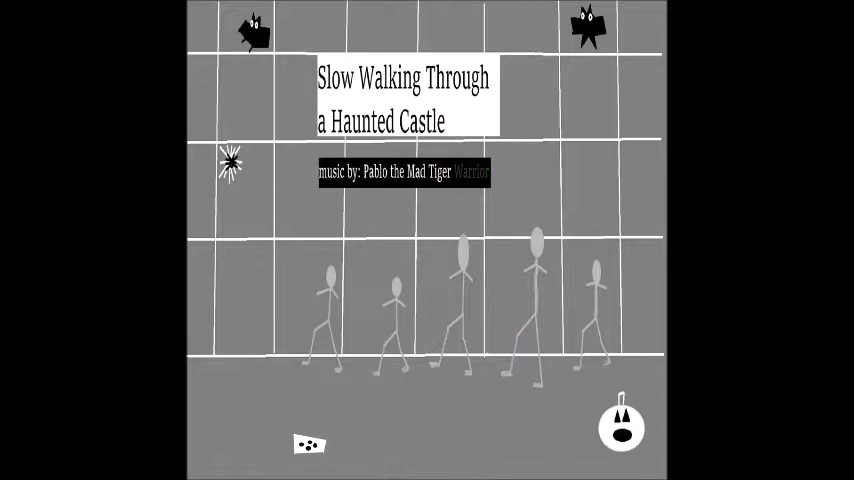 Slow Walking Through
a Haunted Castle
music by: Pablo the Mad Tiger Warrior